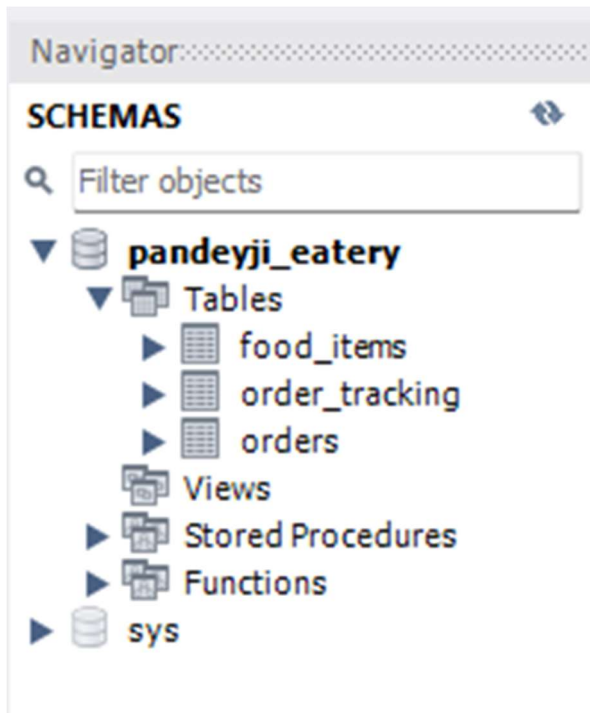 Navigator
SCHEMAS
Filter objects
pandeyji_eatery
Tables
food_items
order_tracking
orders
Views
Stored Procedures
Functions
sys